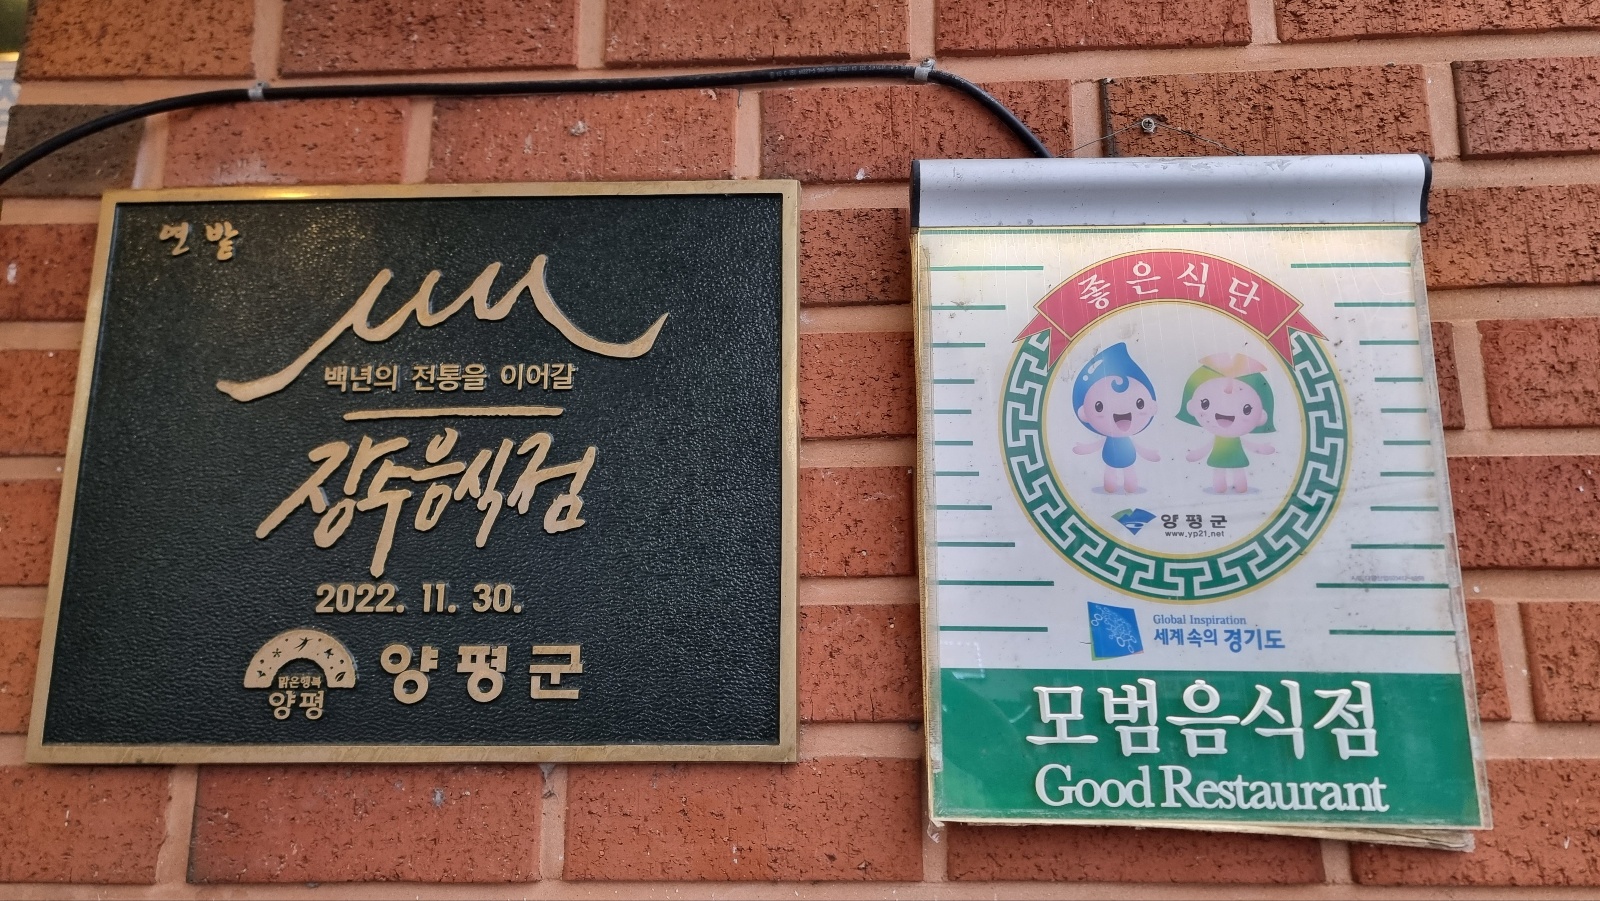 연밭
백년의 전통을 이어갈
장수음식점
2022. 11. 30.
맑은행복
양평
양평군
좋은식단
양평군
www.yp21.net
Global Inspiration
세계속의 경기도
모범음식점
Good Restaurant